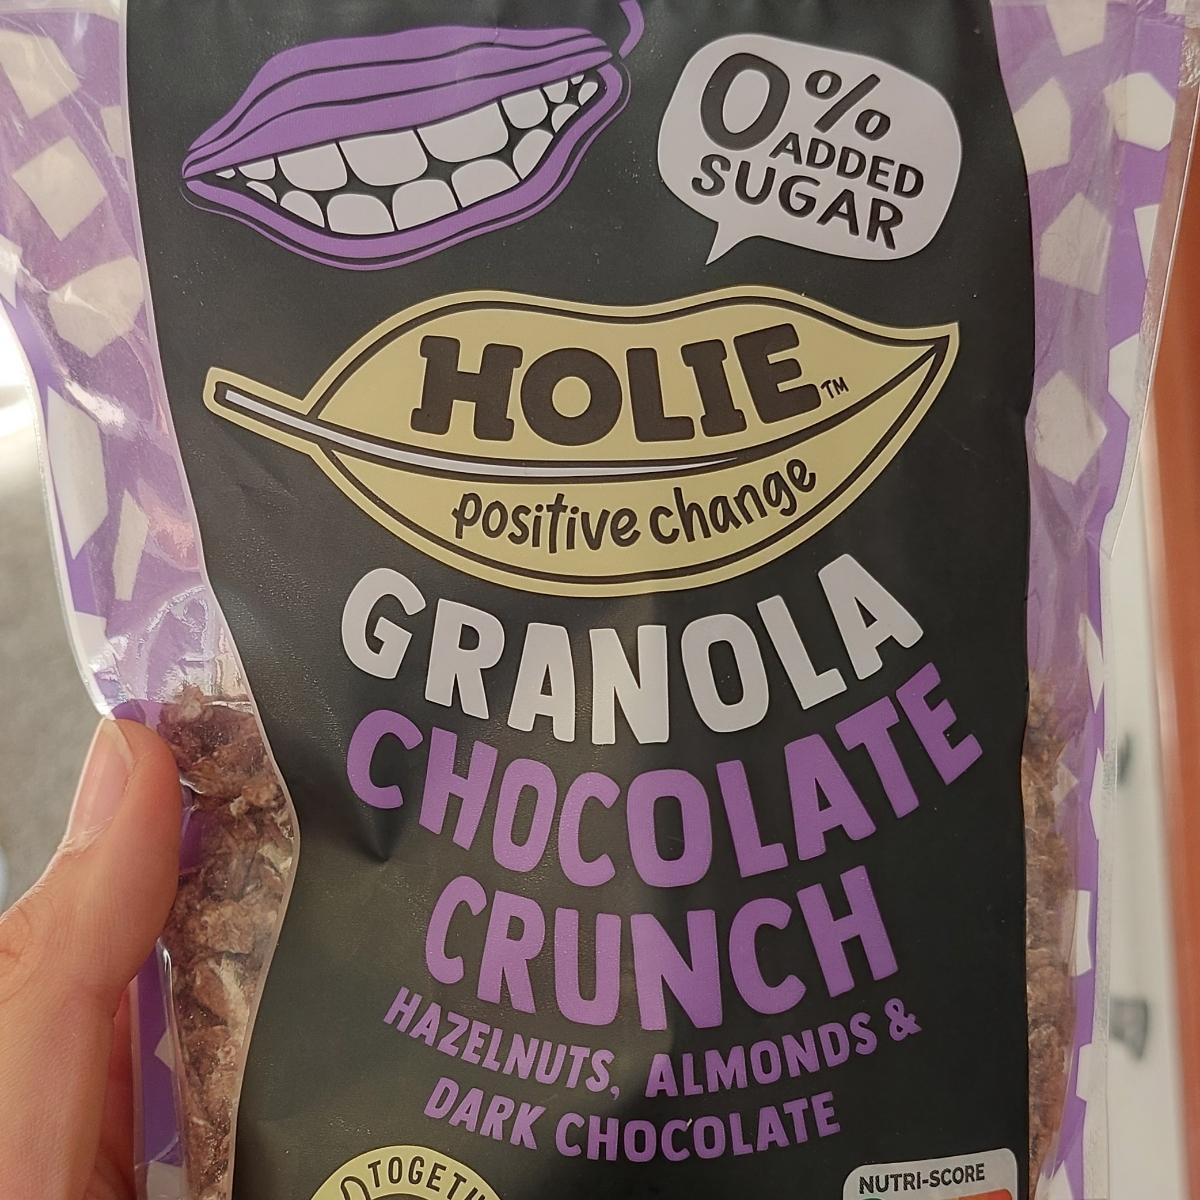 0%
ADDED
SUGAR
HOLIE™
positive change
GRANOLA
CHOCOLATE
CRUNCH
HAZELNUTS, ALMONDS &
DARK CHOCOLATE
NUTRI-SCORE